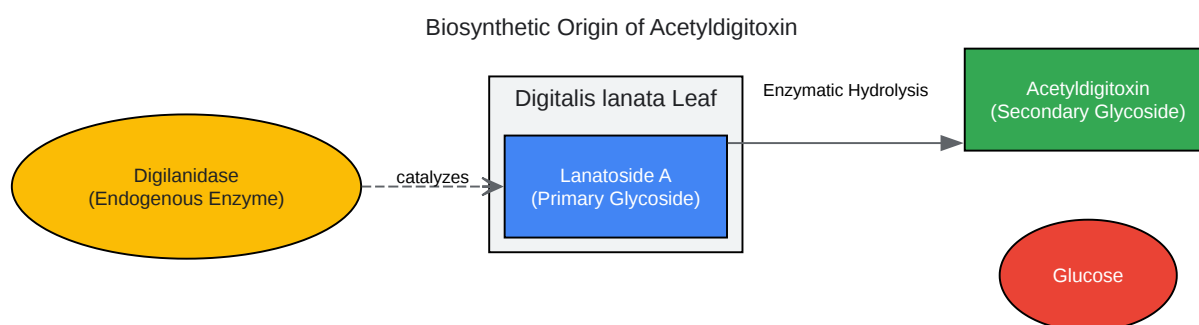 Biosynthetic Origin of Acetyldigitoxin
Digitalis lanata Leaf
Enzymatic Hydrolysis
Acetyldigitoxin
(Secondary Glycoside)
Digilanidase
(Endogenous Enzyme)
catalyzes
Lanatoside A
(Primary Glycoside)
Glucose